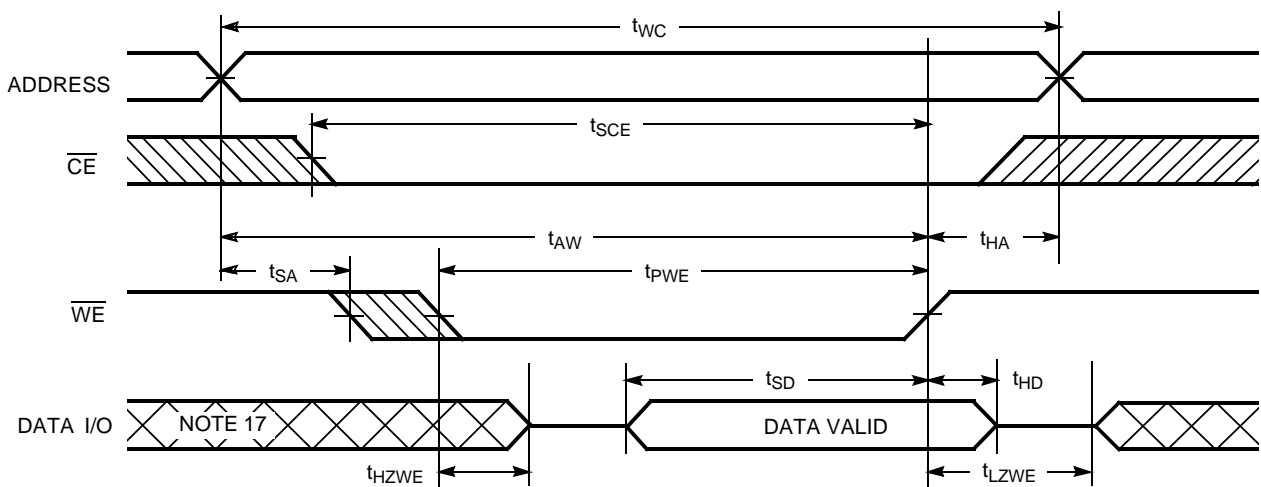 tWC
ADDRESS
tSCE
CE
tAW
tHA
tSA
tPWE
WE
tSD
tHD
DATA I/O
NOTE 17
DATA VALID
tHZWE
tLZWE